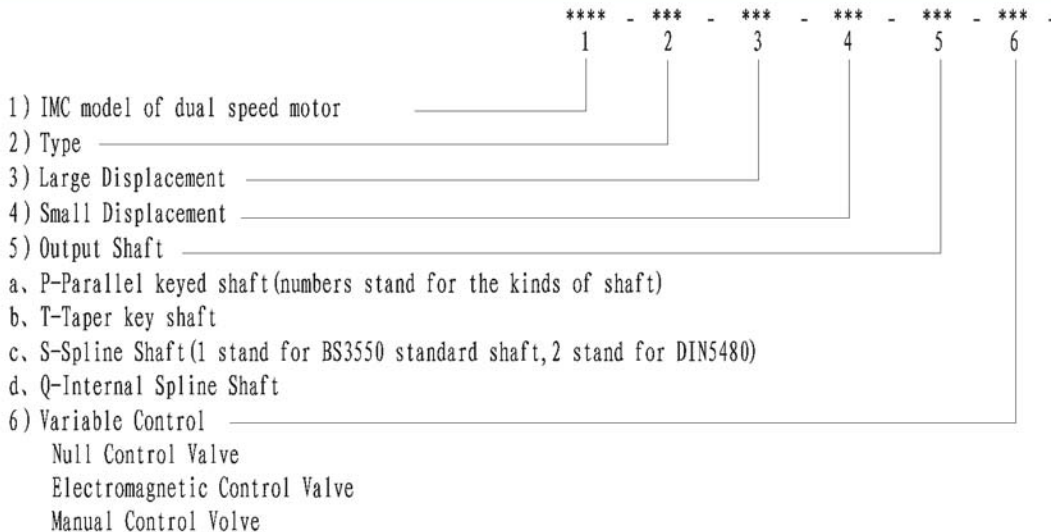 **** - *** - *** - *** - *** - *** -
1 2 3 4 5 6
1) IMC model of dual speed motor
2) Type
3) Large Displacement
4) Small Displacement
5) Output Shaft
a、P-Parallel keyed shaft(numbers stand for the kinds of shaft)
b、T-Taper key shaft
c、S-Spline Shaft(1 stand for BS3550 standard shaft,2 stand for DIN5480)
d、Q-Internal Spline Shaft
6) Variable Control
Null Control Valve
Electromagnetic Control Valve
Manual Control Volve